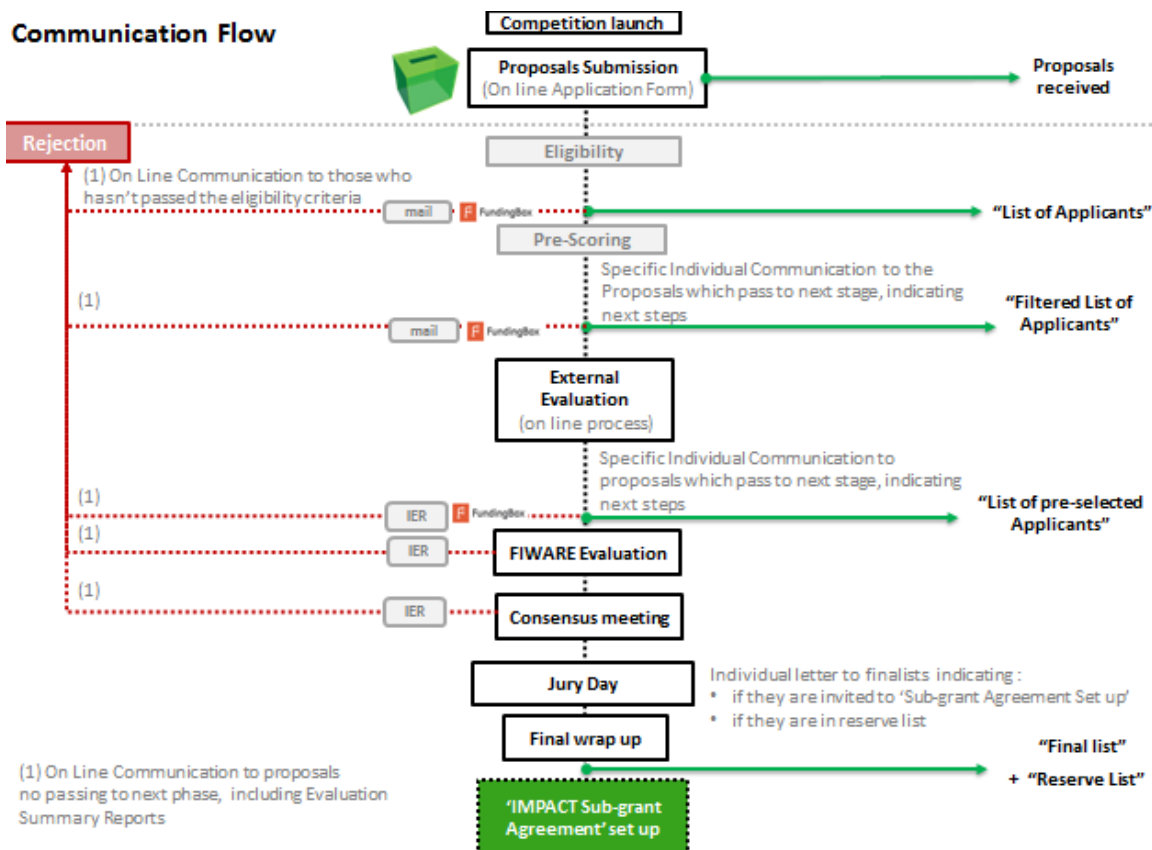 Communication Flow
Competition launch
Proposals Submission
(On line Application Form)
Proposals
received
Rejection
Eligibility
(1) On Line Communication to those who
hasn't passed the eligibility criteria
mail
F FundingBox
“List of Applicants”
Pre-Scoring
Specific Individual Communication to the
Proposals which pass to next stage, indicating
next steps
(1)
mail
F FundingBox
“Filtered List of
Applicants”
External
Evaluation
(on line process)
Specific Individual Communication to
proposals which pass to next stage, indicating
next steps
(1)
IER
F FundingBox
“List of pre-selected
Applicants”
(1)
IER
FIWARE Evaluation
(1)
IER
Consensus meeting
Jury Day
Individual letter to finalists indicating :
• if they are invited to ‘Sub-grant Agreement Set up’
• if they are in reserve list
Final wrap up
“Final list”
+ “Reserve List”
(1) On Line Communication to proposals
no passing to next phase, including Evaluation
Summary Reports
‘IMPACT Sub-grant
Agreement’ set up